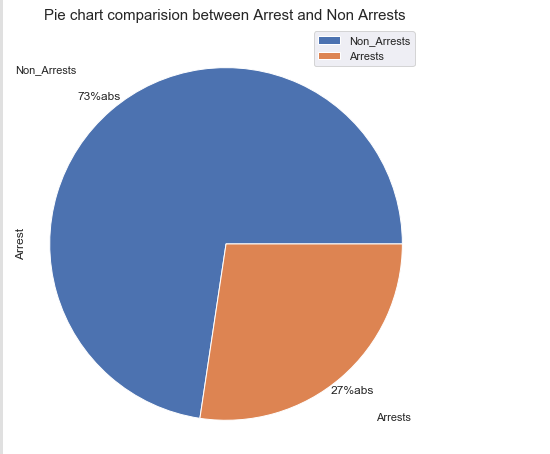 Pie chart comparision between Arrest and Non Arrests
Non_Arrests
Arrests
Non_Arrests
73%abs
Arrest
27%abs
Arrests